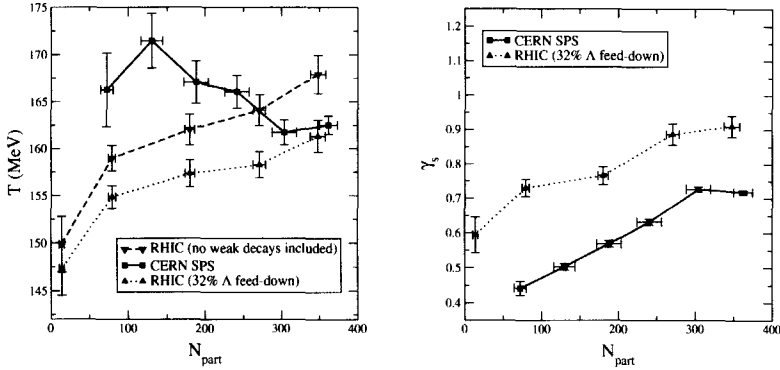 175
170
165
160
155
150
145
T (MeV)
RHIC (no weak decays included)
CERN SPS
RHIC (32% Λ feed-down)
0
100
200
300
400
N_part
1.2
1.1
1
0.9
0.8
0.7
0.6
0.5
0.4
γ_s
CERN SPS
RHIC (32% Λ feed-down)
0
100
200
300
400
N_part